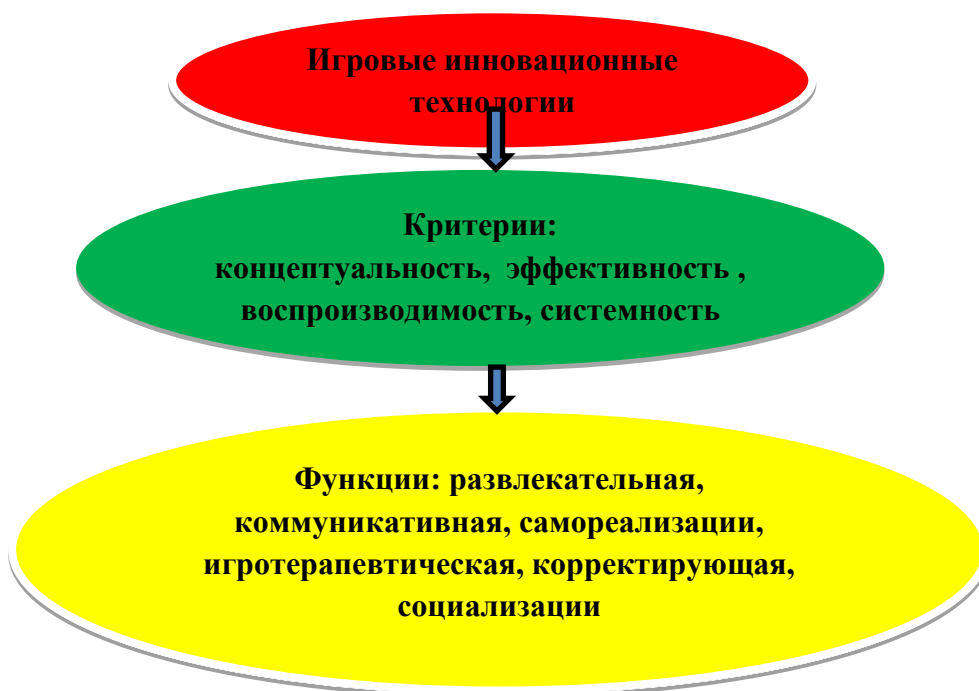 Игровые инновационные
технологии
Критерии:
концептуальность, эффективность ,
воспроизводимость, системность
Функции: развлекательная,
коммуникативная, самореализации,
игротерапевтическая, корректирующая,
социализации